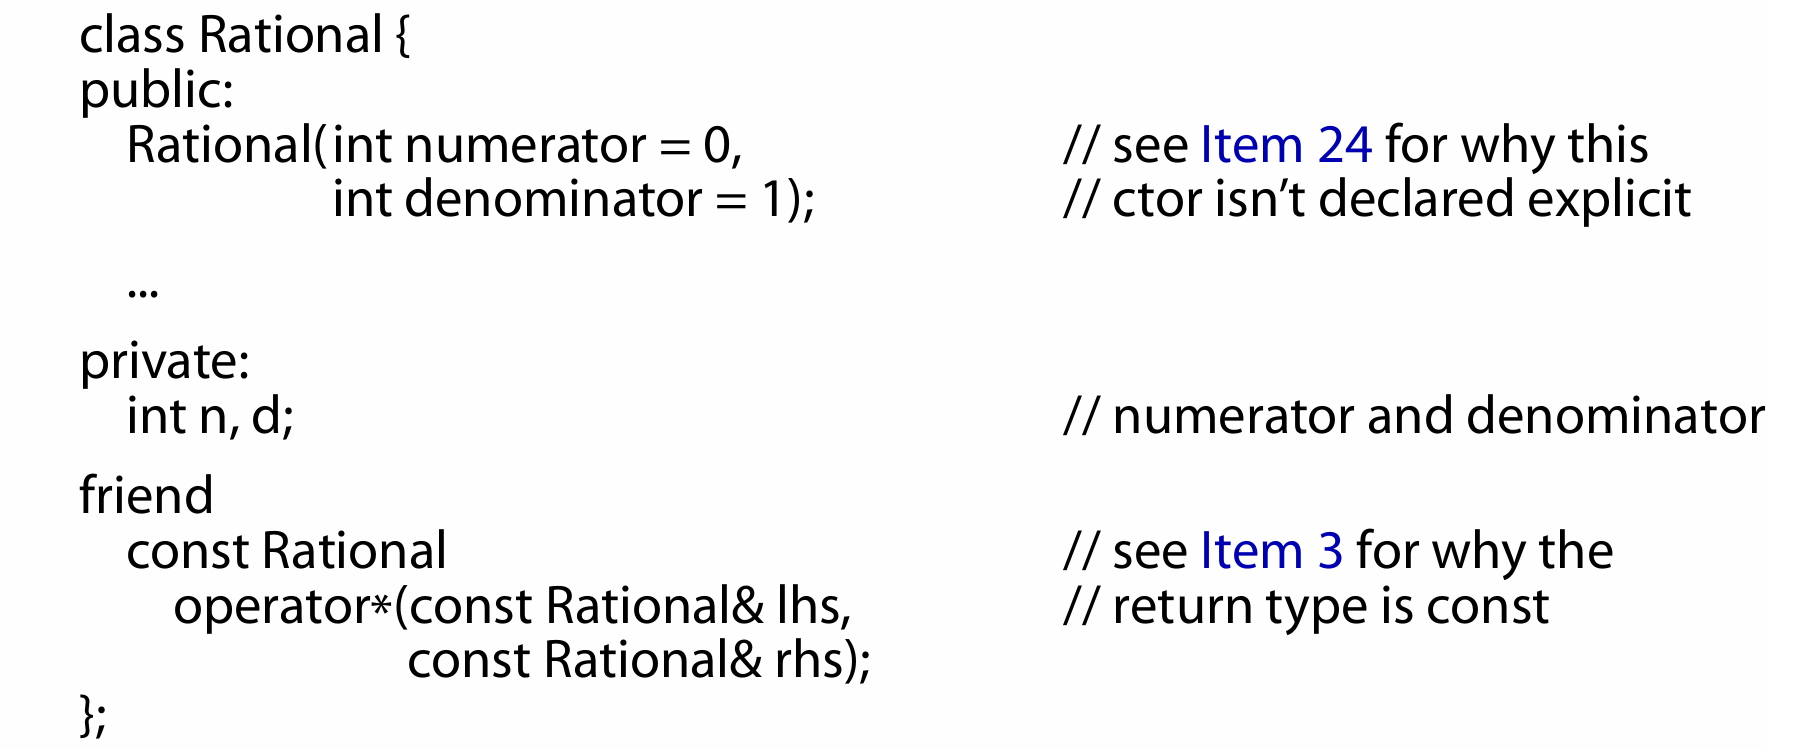 class Rational {
public:
Rational(int numerator = 0, // see Item 24 for why this
int denominator = 1); // ctor isn’t declared explicit
...
private:
int n, d; // numerator and denominator
friend
const Rational // see Item 3 for why the
operator*(const Rational& lhs, // return type is const
const Rational& rhs);
};